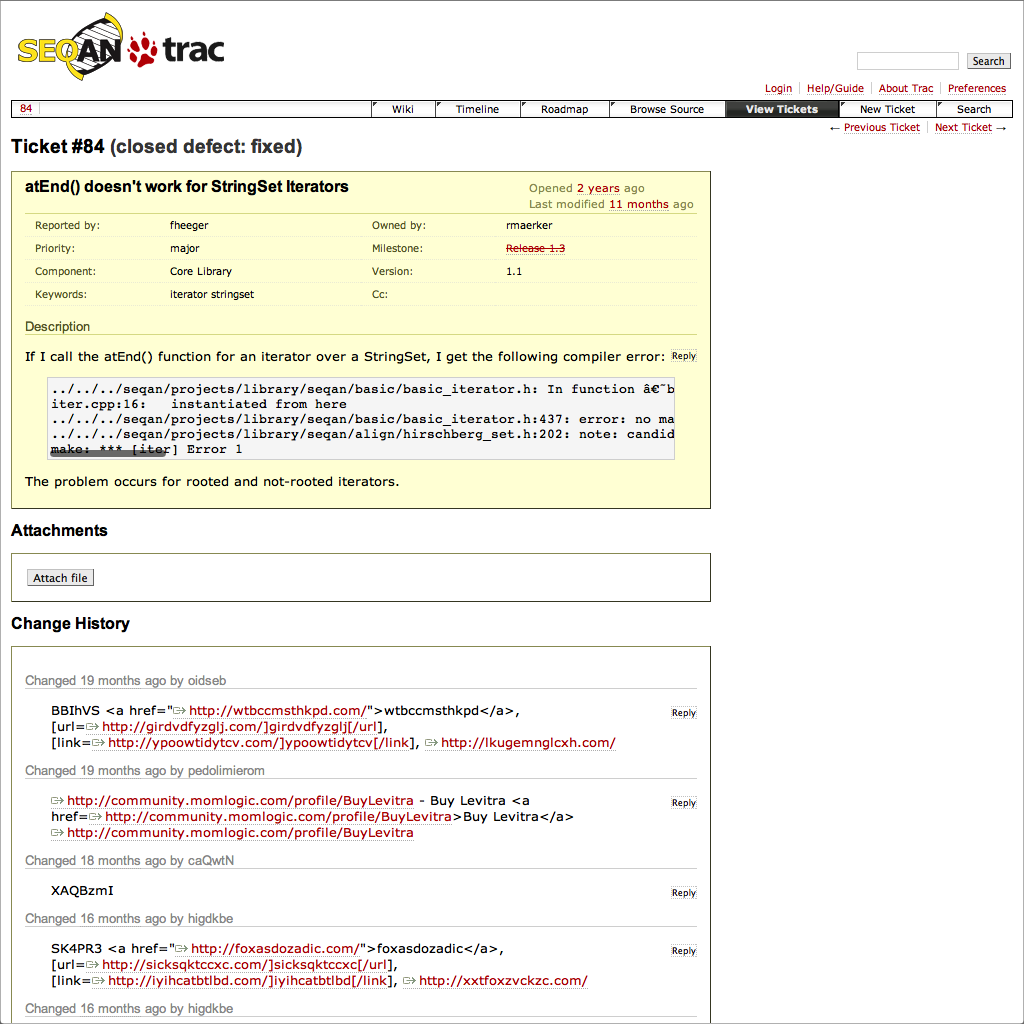 SEQAN trac
Search
Login Help/Guide About Trac Preferences
84 Wiki Timeline Roadmap Browse Source View Tickets New Ticket Search
← Previous Ticket Next Ticket →
Ticket #84 (closed defect: fixed)
atEnd() doesn't work for StringSet Iterators
Opened 2 years ago
Last modified 11 months ago
Reported by: fheeger Owned by: rmaerker
Priority: major Milestone: Release 1.3
Component: Core Library Version: 1.1
Keywords: iterator stringset Cc:
Description
If I call the atEnd() function for an iterator over a StringSet, I get the following compiler error: Reply
../../../seqan/projects/library/seqan/basic/basic_iterator.h: In function â€˜b
iter.cpp:16:   instantiated from here
../../../seqan/projects/library/seqan/basic/basic_iterator.h:437: error: no ma
../../../seqan/projects/library/seqan/align/hirschberg_set.h:202: note: candid
make: *** [iter] Error 1
The problem occurs for rooted and not-rooted iterators.
Attachments
Attach file
Change History
Changed 19 months ago by oidseb
BBIhVS <a href="http://wtbccmsthkpd.com/">wtbccmsthkpd</a>, Reply
[url=http://girdvdfyzglj.com/]girdvdfyzglj[/url],
[link=http://ypoowtidytcv.com/]ypoowtidytcv[/link], http://lkugemnglcxh.com/
Changed 19 months ago by pedolimierom
http://community.momlogic.com/profile/BuyLevitra - Buy Levitra <a Reply
href=http://community.momlogic.com/profile/BuyLevitra>Buy Levitra</a>
http://community.momlogic.com/profile/BuyLevitra
Changed 18 months ago by caQwtN
XAQBzmI Reply
Changed 16 months ago by higdkbe
SK4PR3 <a href="http://foxasdozadic.com/">foxasdozadic</a>, Reply
[url=http://sicksqktccxc.com/]sicksqktccxc[/url],
[link=http://iyihcatbtlbd.com/]iyihcatbtlbd[/link], http://xxtfoxzvckzc.com/
Changed 16 months ago by higdkbe